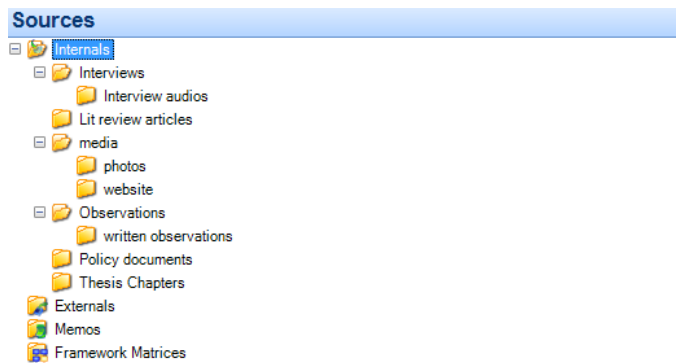 Sources
Internals
Interviews
Interview audios
Lit review articles
media
photos
website
Observations
written observations
Policy documents
Thesis Chapters
Externals
Memos
Framework Matrices